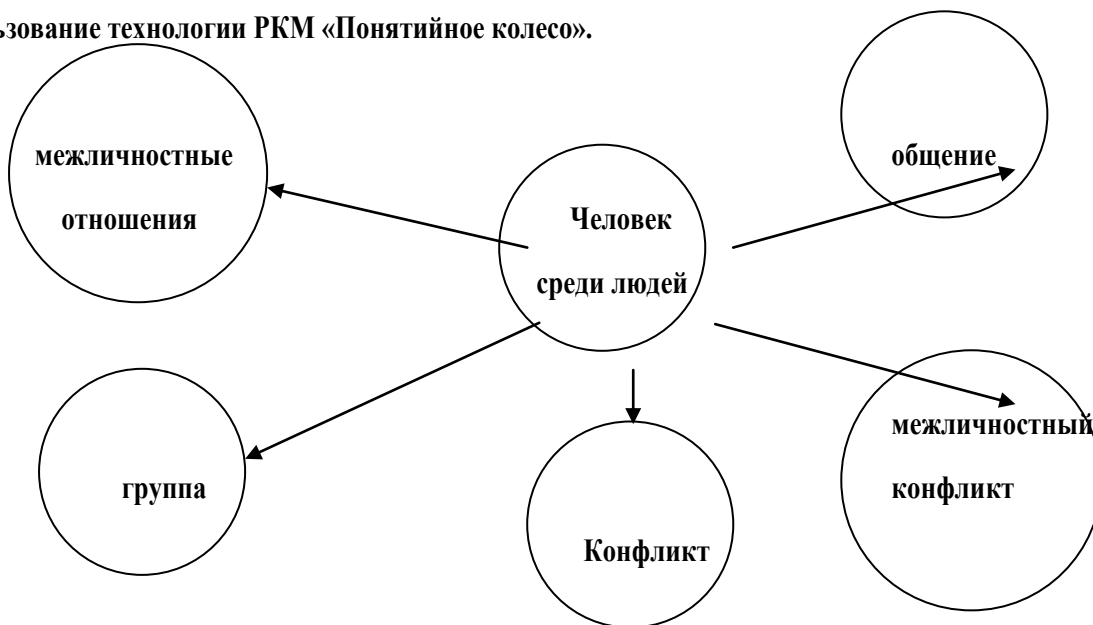 ьзование технологии РКМ «Понятийное колесо».
межличностные
отношения
общение
Человек
среди людей
межличностный
конфликт
группа
Конфликт